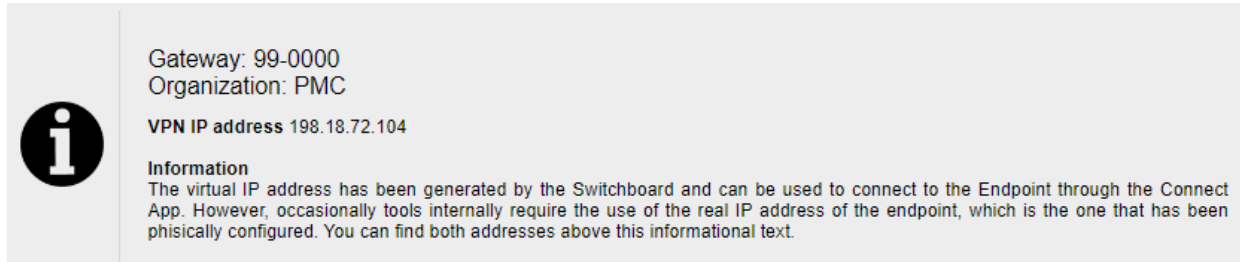 Gateway: 99-0000
Organization: PMC
VPN IP address 198.18.72.104
Information
The virtual IP address has been generated by the Switchboard and can be used to connect to the Endpoint through the Connect
App. However, occasionally tools internally require the use of the real IP address of the endpoint, which is the one that has been
phisically configured. You can find both addresses above this informational text.